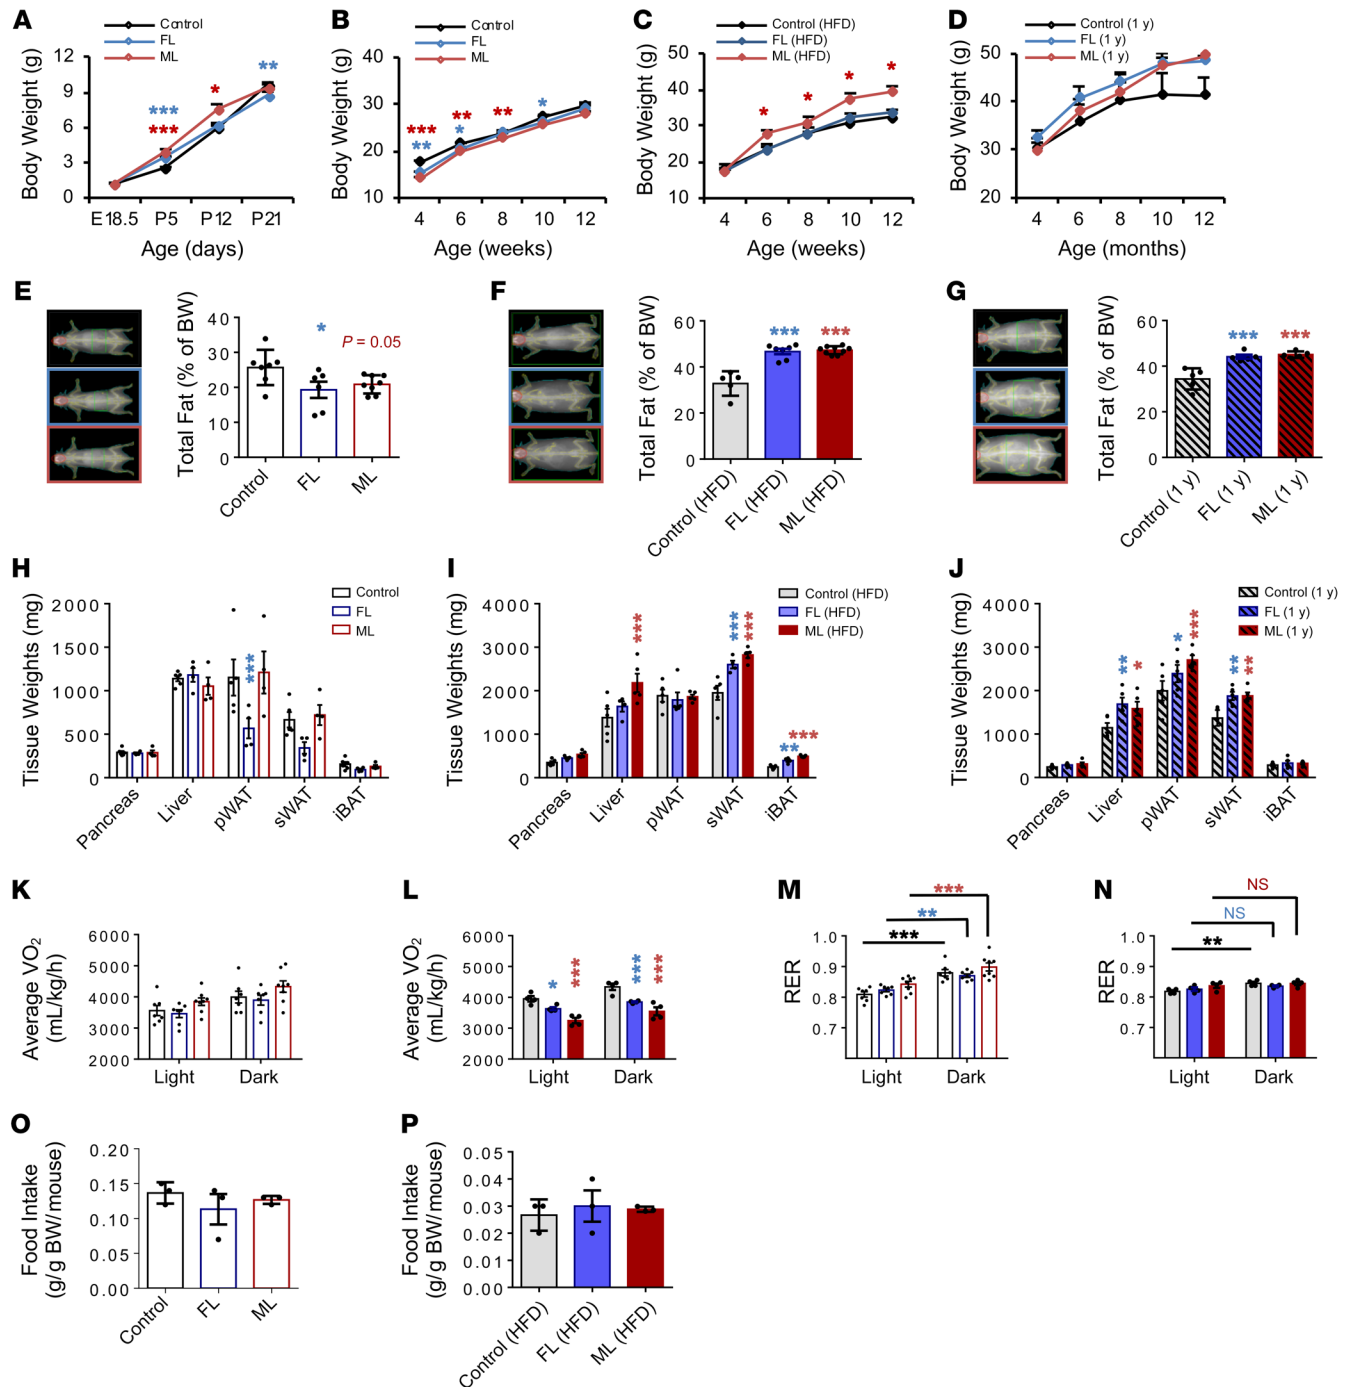 A
Control
FL
ML
Body Weight (g)
12
9
6
3
0
***
***
*
**
E18.5 P5 P12 P21
Age (days)
B
Control
FL
ML
Body Weight (g)
40
30
20
10
***
**
**
*
**
*
4 6 8 10 12
Age (weeks)
C
Control (HFD)
FL (HFD)
ML (HFD)
Body Weight (g)
50
40
30
20
10
* * * *
4 6 8 10 12
Age (weeks)
D
Control (1 y)
FL (1 y)
ML (1 y)
Body Weight (g)
50
40
30
20
4 6 8 10 12
Age (months)
E
Total Fat (% of BW)
40
30
20
10
0
*
P = 0.05
Control
FL
ML
F
Total Fat (% of BW)
60
40
20
0
*** ***
Control (HFD)
FL (HFD)
ML (HFD)
G
Total Fat (% of BW)
60
40
20
0
*** ***
Control (1 y)
FL (1 y)
ML (1 y)
H
Control
FL
ML
Tissue Weights (mg)
2000
1500
1000
500
0
***
Pancreas
Liver
pWAT
sWAT
iBAT
I
Control (HFD)
FL (HFD)
ML (HFD)
Tissue Weights (mg)
4000
3000
2000
1000
0
***
***
***
**
***
Pancreas
Liver
pWAT
sWAT
iBAT
J
Control (1 y)
FL (1 y)
ML (1 y)
Tissue Weights (mg)
4000
3000
2000
1000
0
**
*
*
***
**
**
Pancreas
Liver
pWAT
sWAT
iBAT
K
Average VO2
(mL/kg/h)
6000
5000
4000
3000
2000
Light Dark
L
Average VO2
(mL/kg/h)
6000
5000
4000
3000
2000
*
***
***
***
Light Dark
M
RER
1.0
0.9
0.8
0.7
***
**
***
Light Dark
N
RER
1.0
0.9
0.8
0.7
NS
NS
**
Light Dark
O
Food Intake
(g/g BW/mouse)
0.20
0.15
0.10
0.05
0.00
Control
FL
ML
P
Food Intake
(g/g BW/mouse)
0.05
0.04
0.03
0.02
0.01
0.00
Control (HFD)
FL (HFD)
ML (HFD)